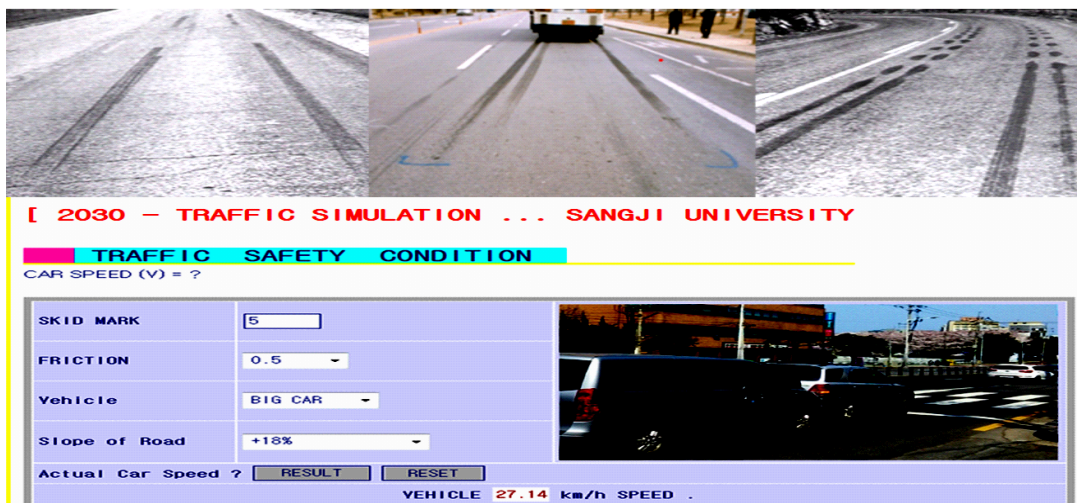 [ 2030 - TRAFFIC SIMULATION ... SANGJI UNIVERSITY
TRAFFIC SAFETY CONDITION
CAR SPEED (V) = ?
SKID MARK 5
FRICTION 0.5
Vehicle BIG CAR
Slope of Road +18%
Actual Car Speed ? RESULT RESET
VEHICLE 27.14 km/h SPEED .